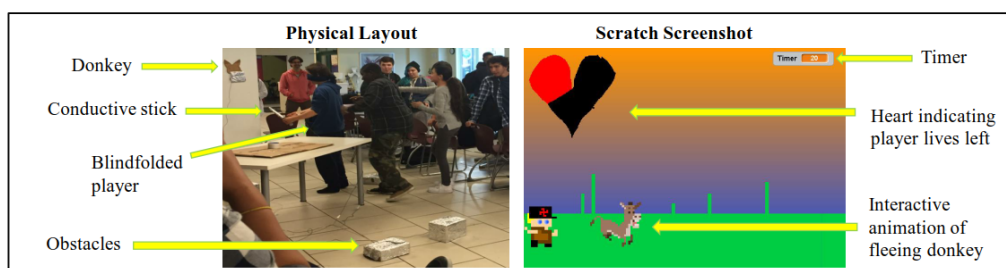 Physical Layout
Scratch Screenshot
Donkey
Conductive stick
Blindfolded
player
Obstacles
Timer 20
Timer
Heart indicating
player lives left
Interactive
animation of
fleeing donkey